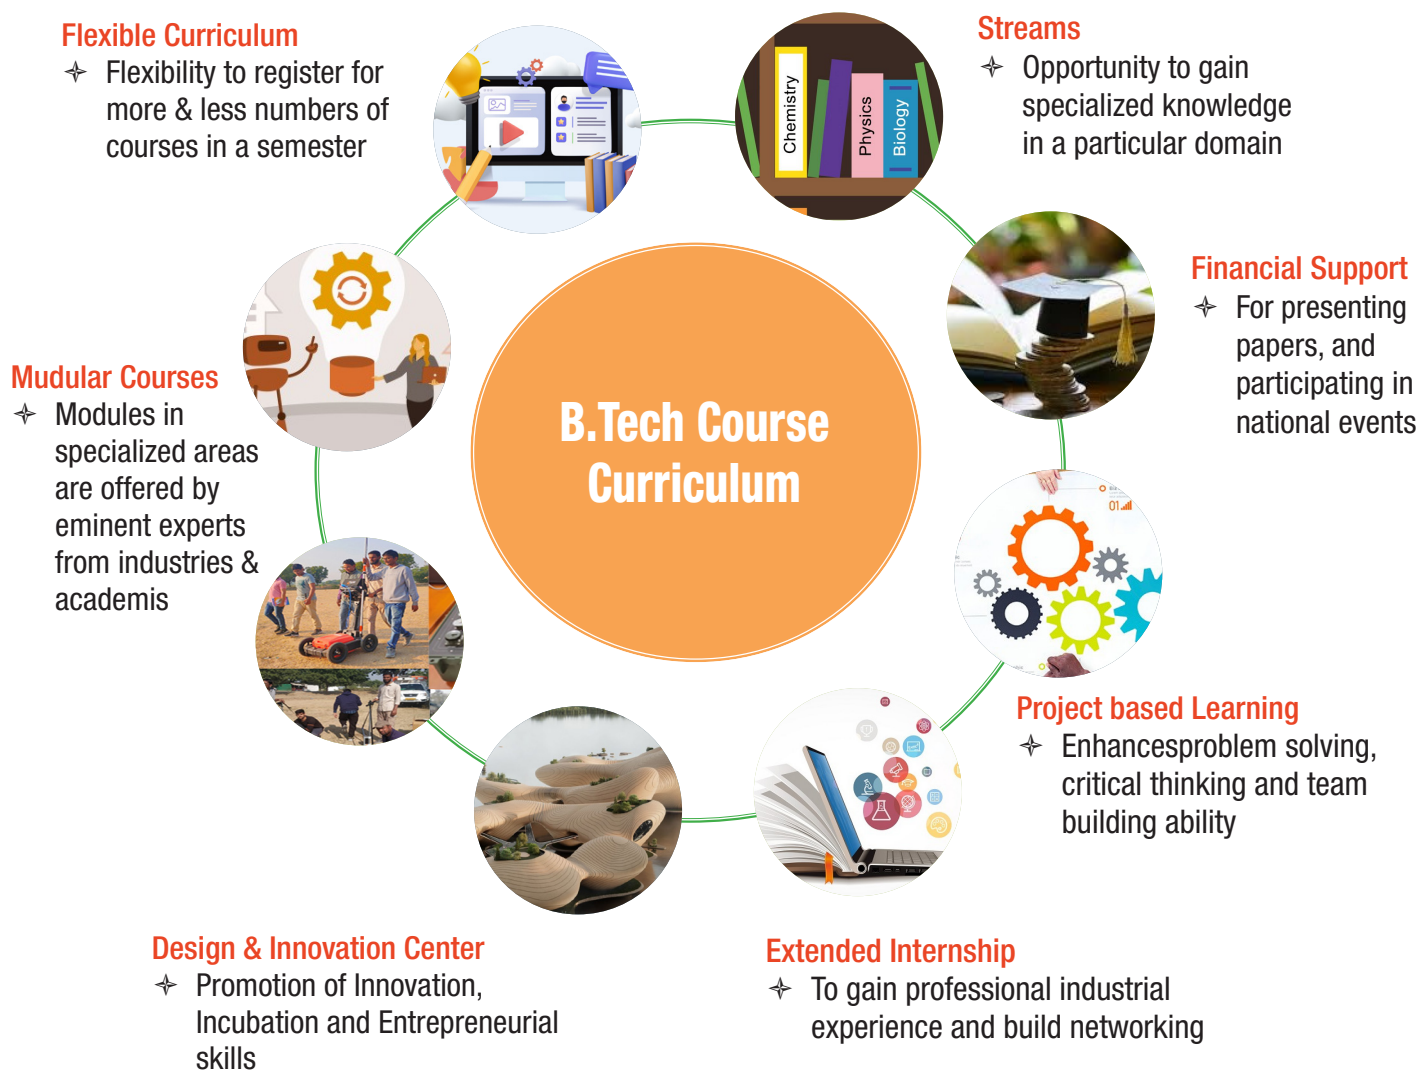 Flexible Curriculum
Flexibility to register for
more & less numbers of
courses in a semester
Streams
Opportunity to gain
specialized knowledge
in a particular domain
Chemistry
Physics
Biology
Financial Support
For presenting
papers, and
participating in
national events
Mudular Courses
Modules in
specialized areas
are offered by
eminent experts
from industries &
academis
B.Tech Course
Curriculum
01
Project based Learning
Enhancesproblem solving,
critical thinking and team
building ability
Design & Innovation Center
Promotion of Innovation,
Incubation and Entrepreneurial
skills
Extended Internship
To gain professional industrial
experience and build networking